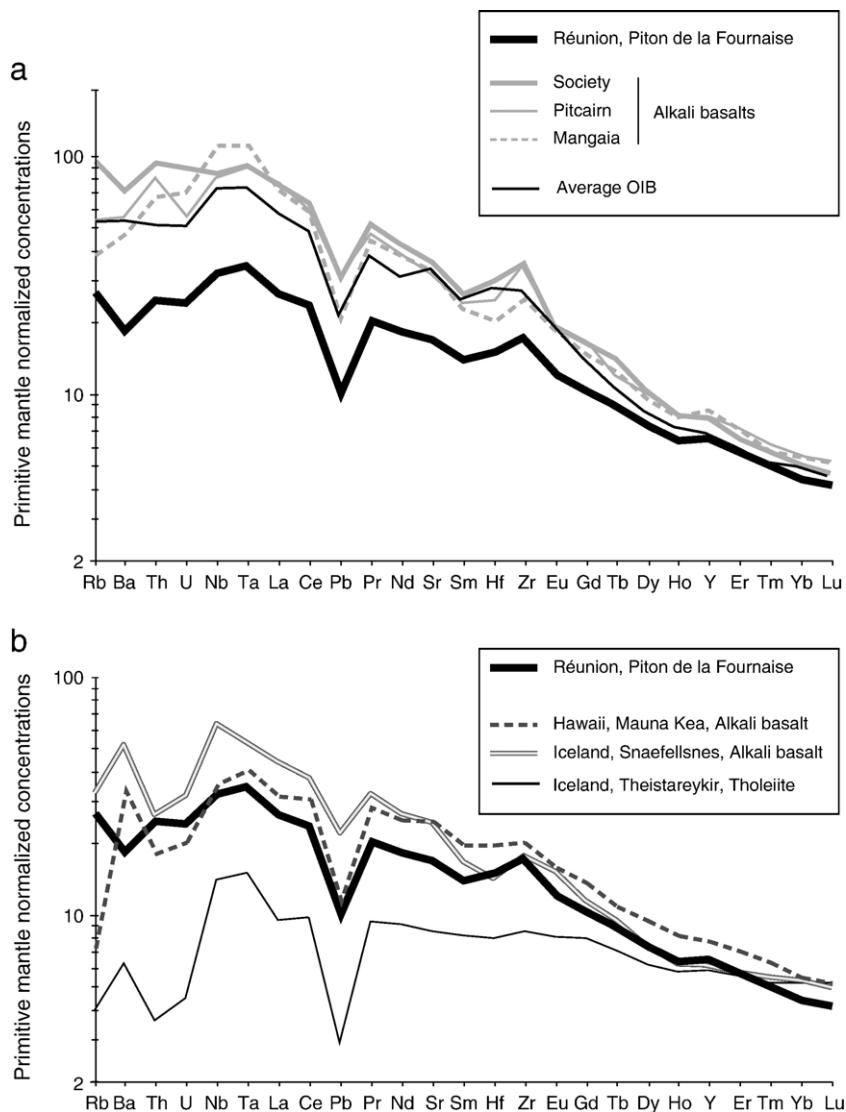 a
Réunion, Piton de la Fournaise
Society
Pitcairn
Mangaia
Alkali basalts
Average OIB
Primitive mantle normalized concentrations
100
10
2
Rb Ba Th U Nb Ta La Ce Pb Pr Nd Sr Sm Hf Zr Eu Gd Tb Dy Ho Y Er Tm Yb Lu
b
Réunion, Piton de la Fournaise
Hawaii, Mauna Kea, Alkali basalt
Iceland, Snaefellsnes, Alkali basalt
Iceland, Theistareykir, Tholeiite
Primitive mantle normalized concentrations
100
10
2
Rb Ba Th U Nb Ta La Ce Pb Pr Nd Sr Sm Hf Zr Eu Gd Tb Dy Ho Y Er Tm Yb Lu